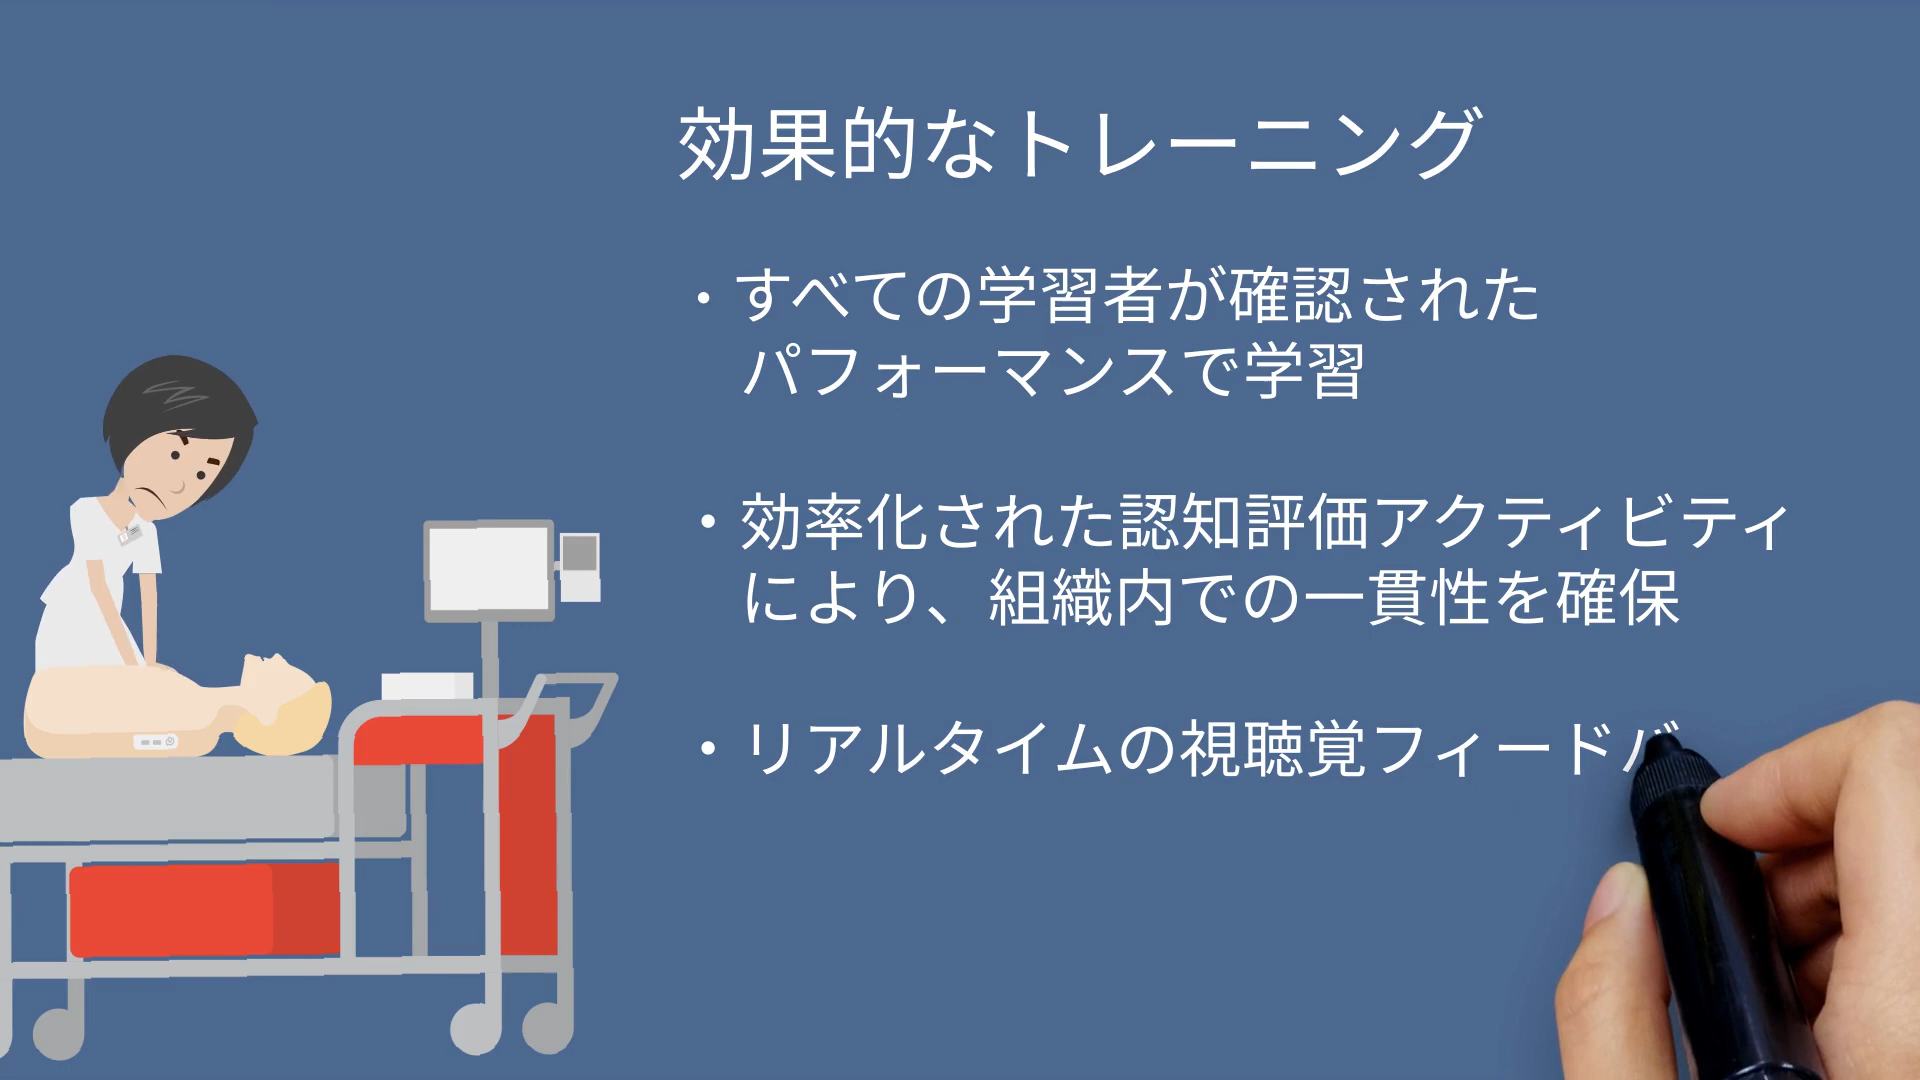 効果的なトレーニング
・すべての学習者が確認された
パフォーマンスで学習
・効率化された認知評価アクティビティ
により、組織内での一貫性を確保
・リアルタイムの視聴覚フィードバ